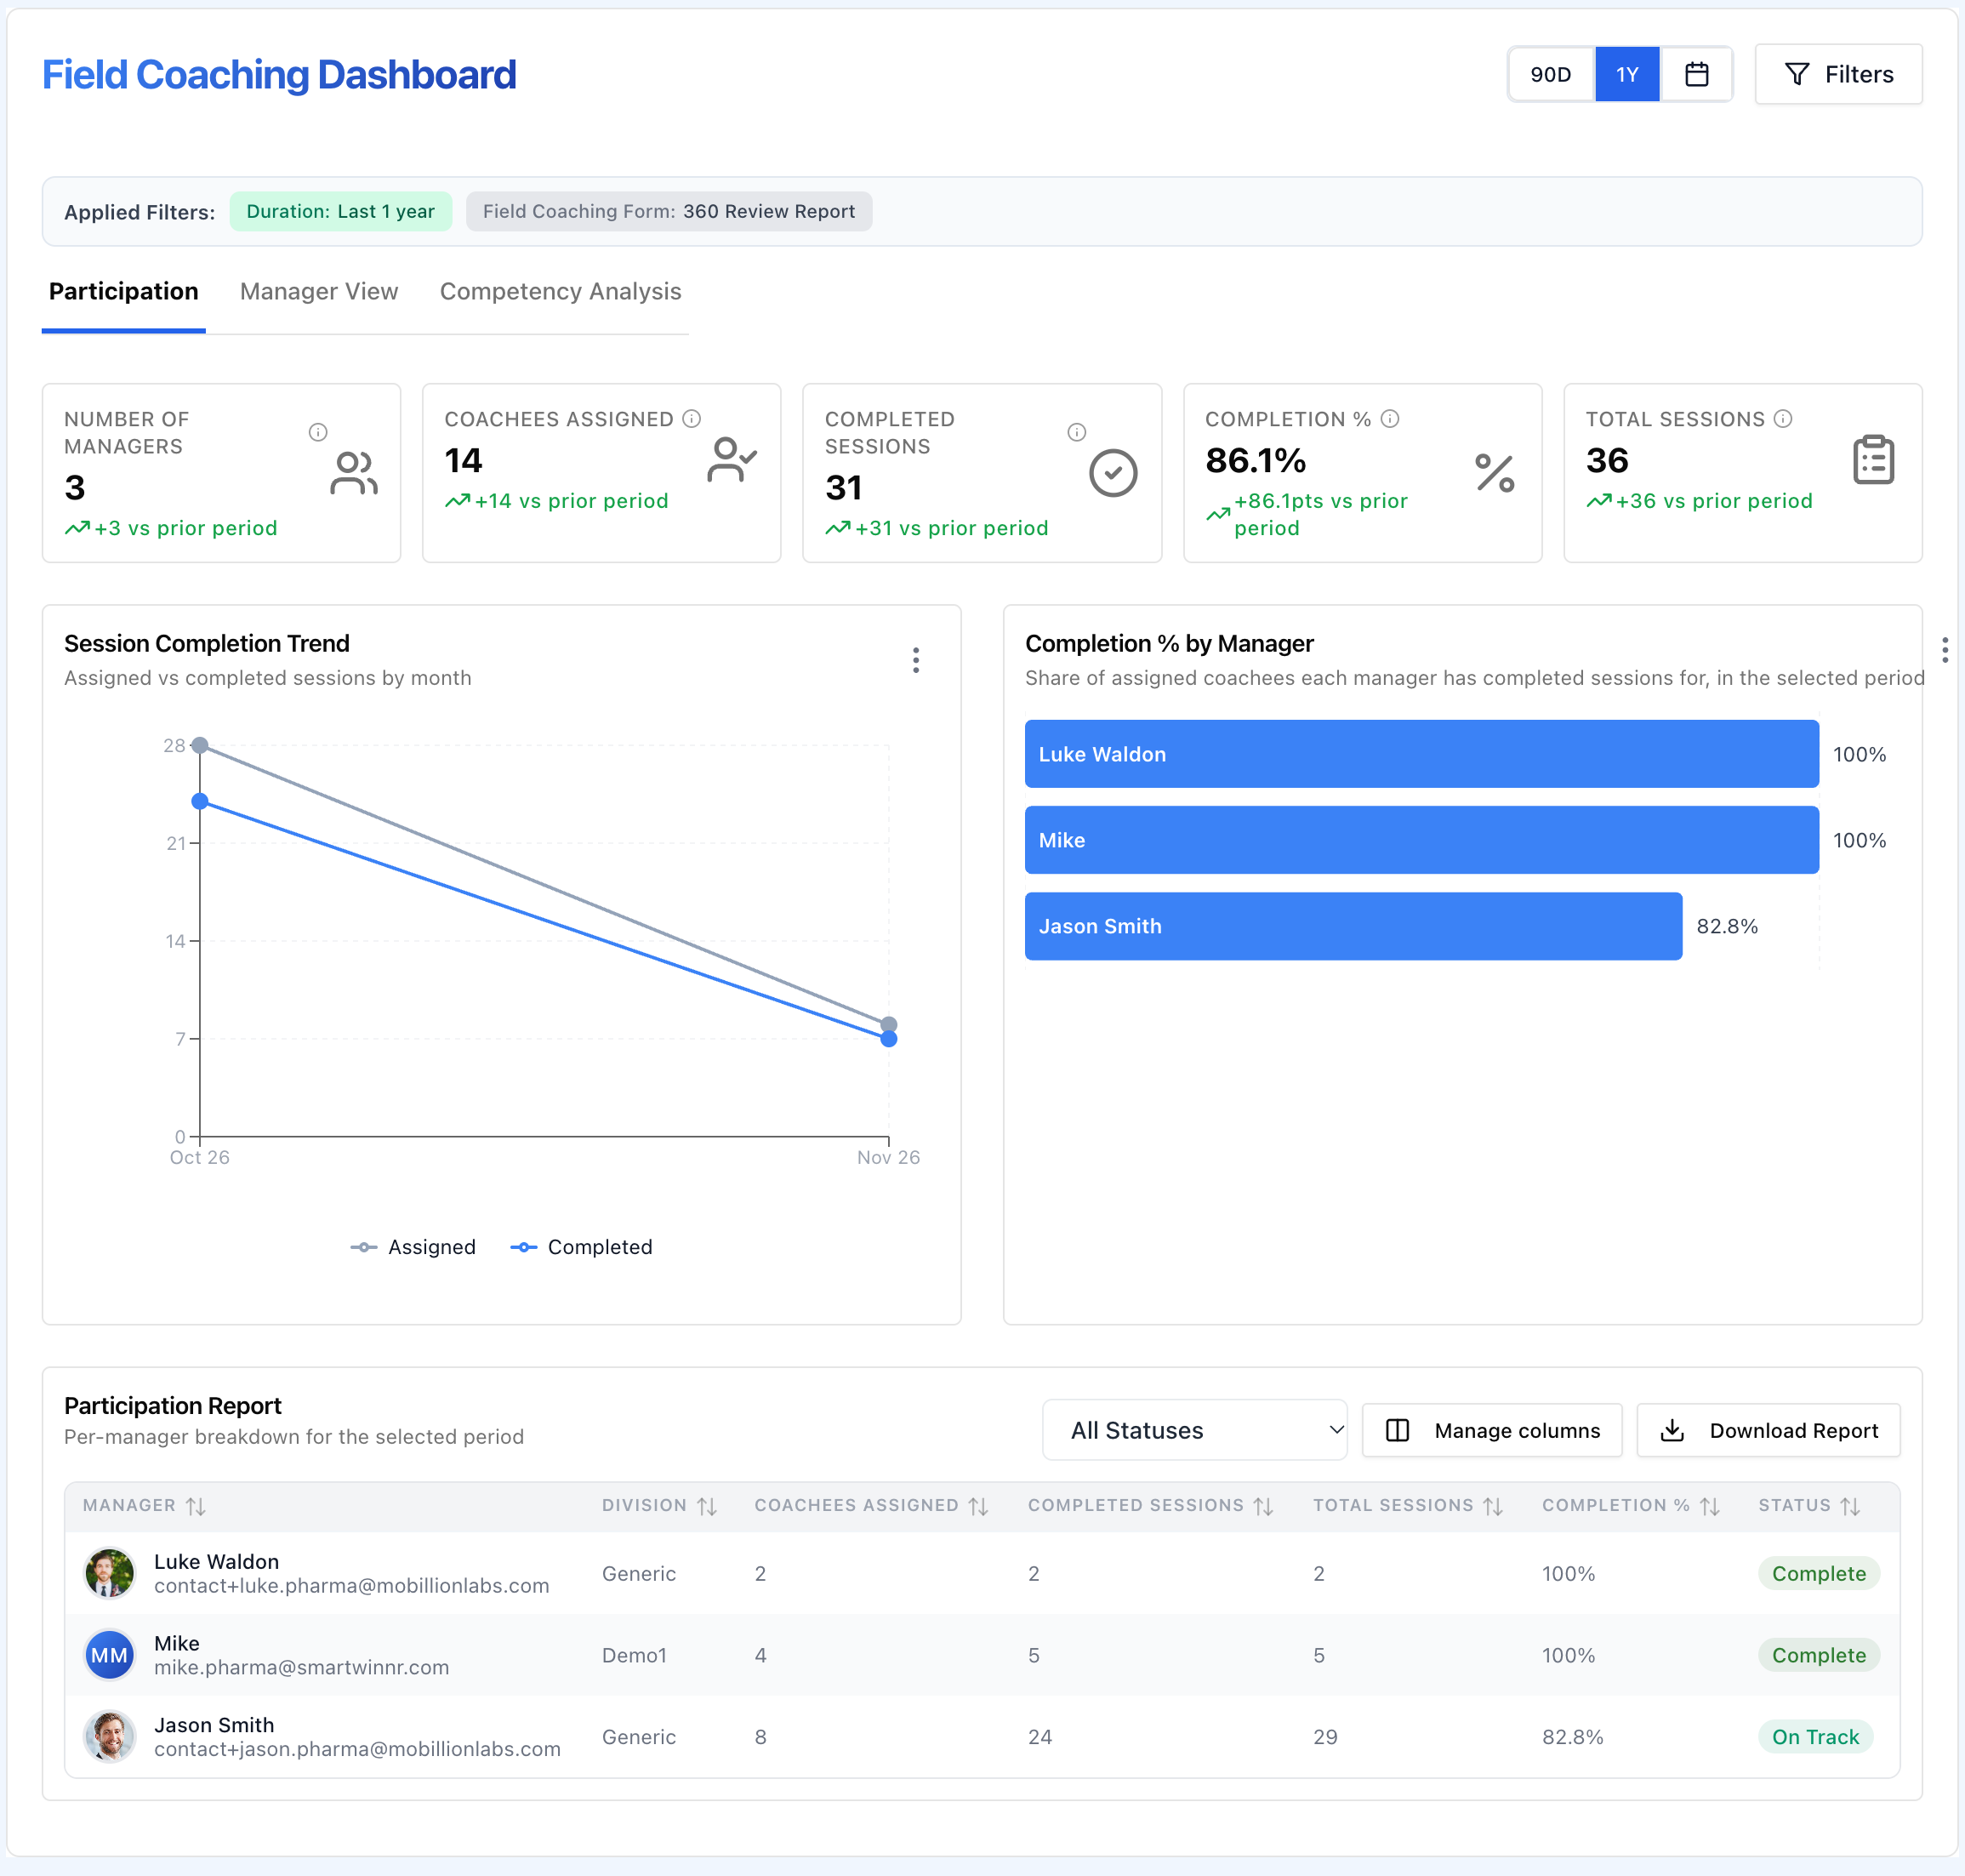 Field Coaching Dashboard
90D
1Y
Filters
Applied Filters:
Duration: Last 1 year
Field Coaching Form: 360 Review Report
Participation
Manager View
Competency Analysis
NUMBER OF
MANAGERS
3
+3 vs prior period
COACHEES ASSIGNED
14
+14 vs prior period
COMPLETED
SESSIONS
31
+31 vs prior period
COMPLETION %
86.1%
+86.1pts vs prior
period
TOTAL SESSIONS
36
+36 vs prior period
Session Completion Trend
Assigned vs completed sessions by month
28
21
14
7
0
Oct 26
Nov 26
Assigned
Completed
Completion % by Manager
Share of assigned coachees each manager has completed sessions for, in the selected period
Luke Waldon
100%
Mike
100%
Jason Smith
82.8%
Participation Report
Per-manager breakdown for the selected period
All Statuses
Manage columns
Download Report
MANAGER DIVISION COACHEES ASSIGNED COMPLETED SESSIONS TOTAL SESSIONS COMPLETION % STATUS
Luke Waldon
contact+luke.pharma@mobillionlabs.com
Generic 2 2 2 100% Complete
MM
Mike
mike.pharma@smartwinnr.com
Demo1 4 5 5 100% Complete
Jason Smith
contact+jason.pharma@mobillionlabs.com
Generic 8 24 29 82.8% On Track